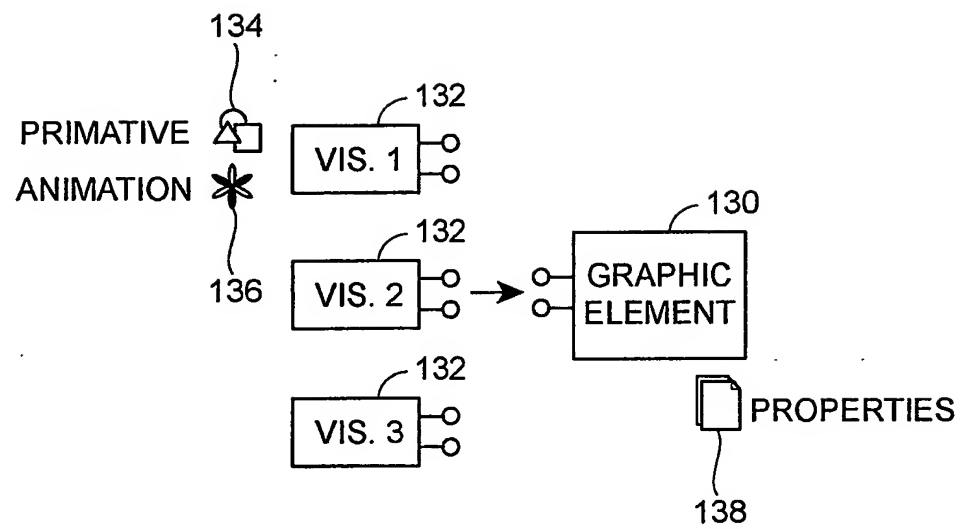 134
132
PRIMATIVE
VIS. 1
ANIMATION
136
132
VIS. 2
130
GRAPHIC
ELEMENT
132
VIS. 3
PROPERTIES
138